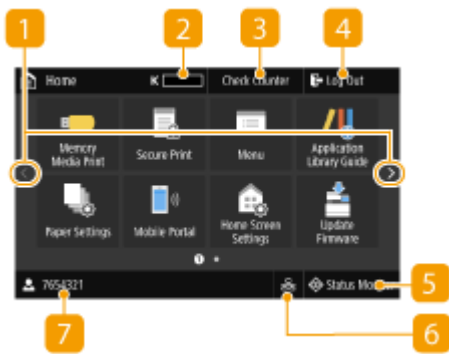 1 2 3 4
Home K Check Counter Log Out
Memory Secure Print Menu Application
Media Print Library Guide
Paper Settings Mobile Portal Home Screen Update
Settings Firmware
1
7654321 Status Mo
5
7 6